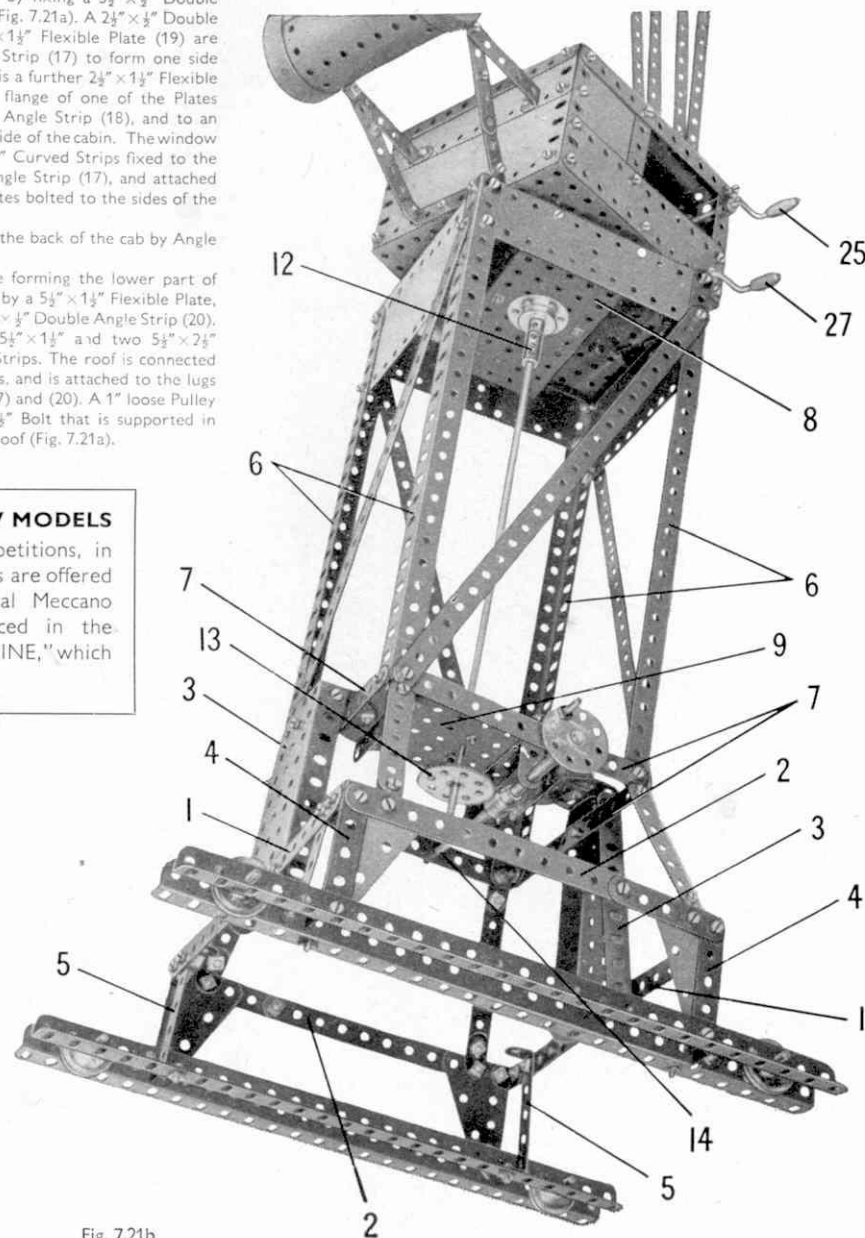 Fig. 7.21a). A 2½″ × ½″ Double
× 1½″ Flexible Plate (19) are
Strip (17) to form one side
is a further 2½″ × 1½″ Flexible
flange of one of the Plates
Angle Strip (18), and to an
ide of the cabin. The window
″ Curved Strips fixed to the
ngle Strip (17), and attached
tes bolted to the sides of the
the back of the cab by Angle
e forming the lower part of
by a 5½″ × 1½″ Flexible Plate,
× ½″ Double Angle Strip (20).
5½″ × 1½″ and two 5½″ × 2½″
Strips. The roof is connected
s, and is attached to the lugs
7) and (20). A 1″ loose Pulley
½″ Bolt that is supported in
oof (Fig. 7.21a).
MODELS
petitions, in
s are offered
al Meccano
ced in the
INE," which
25
12
27
8
6
6
7
13
9
3
7
4
2
1
3
4
5
1
14
5
2
Fig. 7.21b